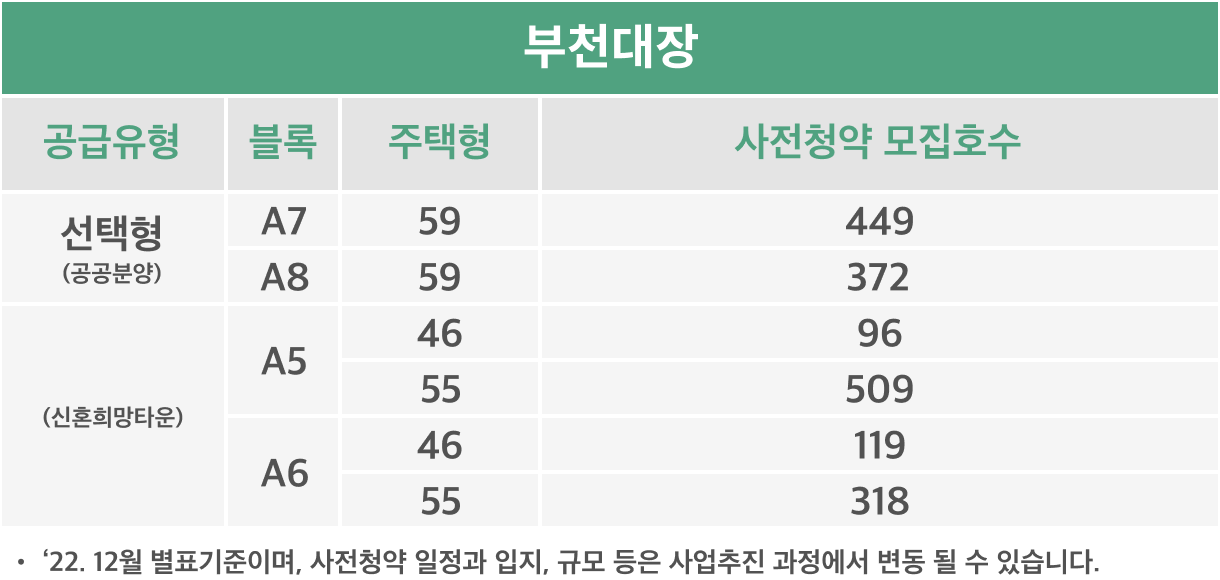 부천대장
공급유형 블록 주택형 사전청약 모집호수
선택형 (공공분양) A7 59 449
A8 59 372
(신혼희망타운) A5 46 96
55 509
A6 46 119
55 318
• ‘22. 12월 별표기준이며, 사전청약 일정과 입지, 규모 등은 사업추진 과정에서 변동 될 수 있습니다.